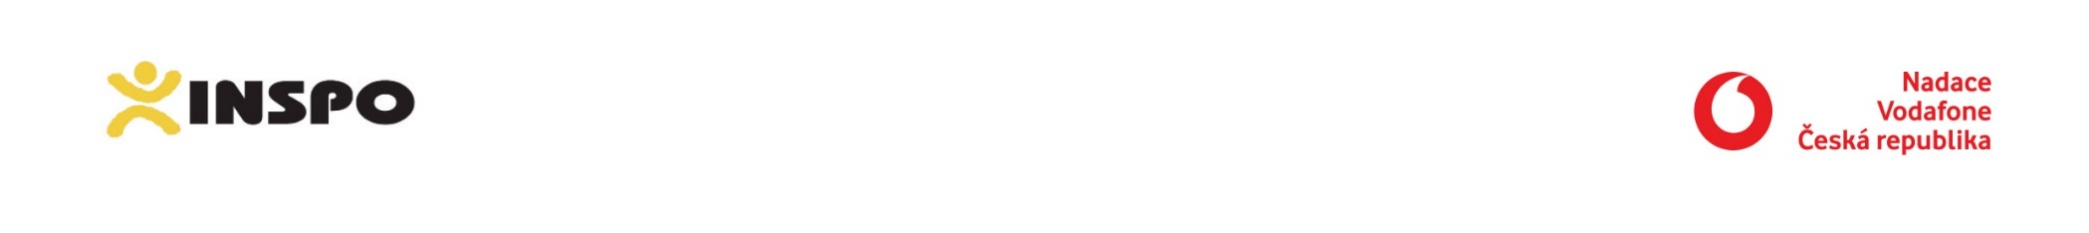 INSPO
Nadace
Vodafone
Česká republika